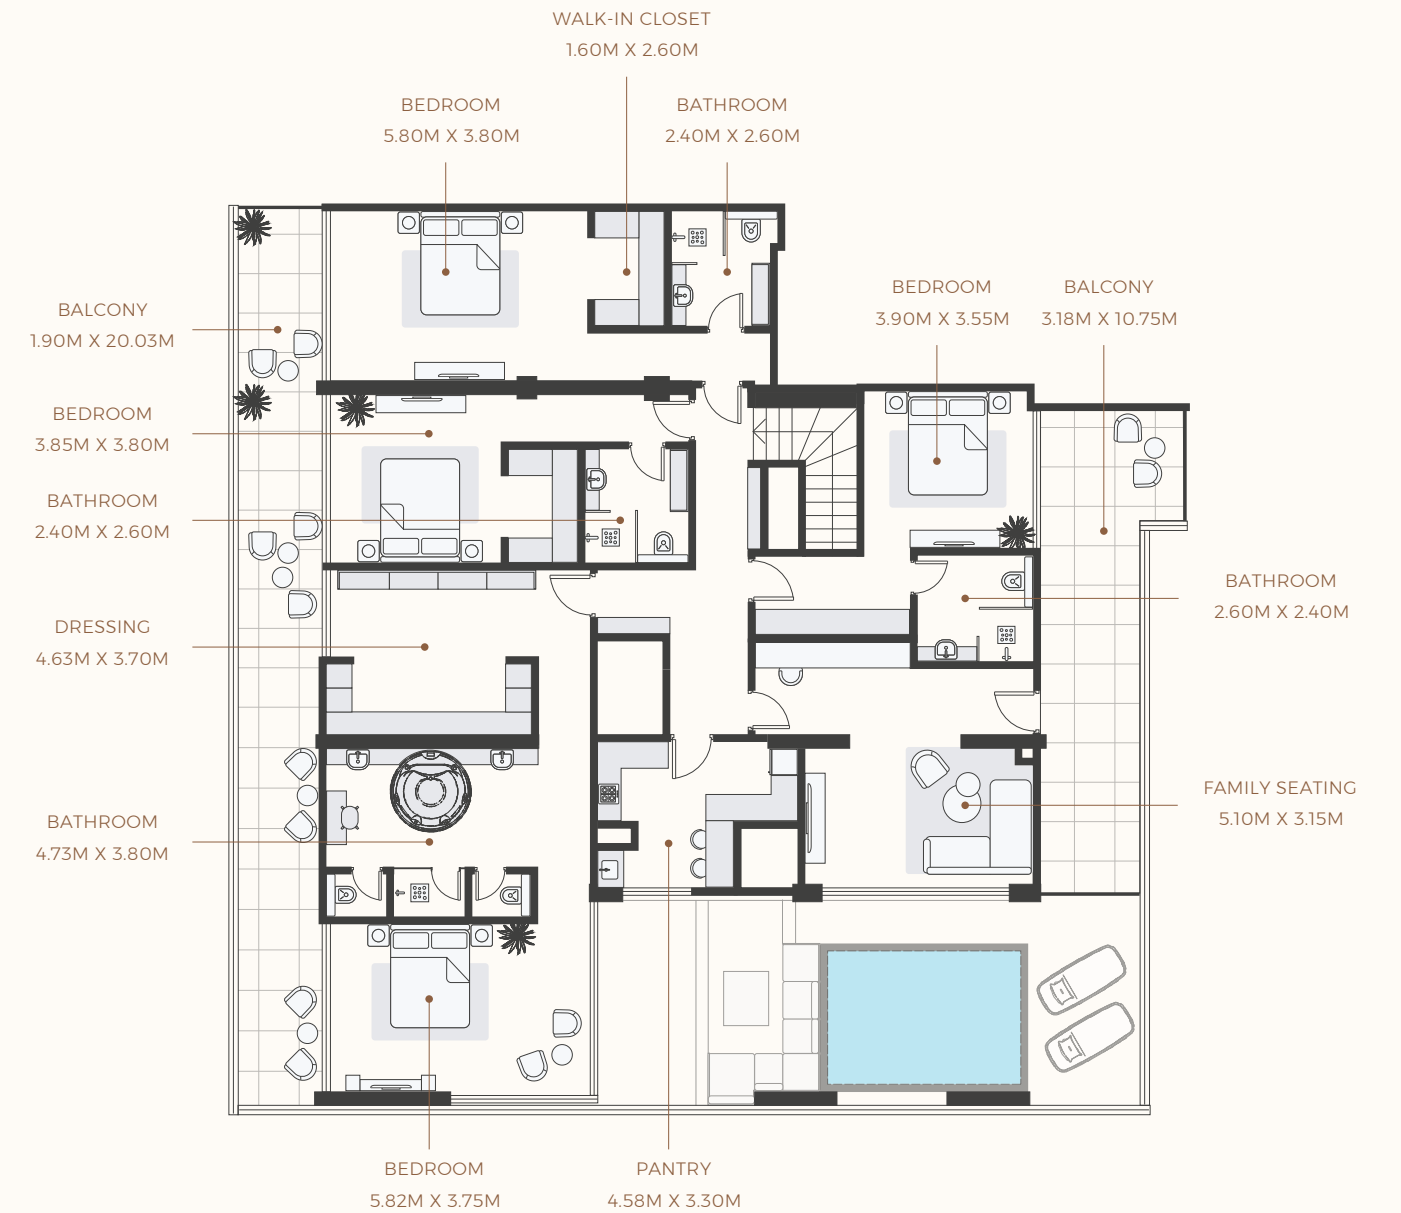 WALK-IN CLOSET
1.60M X 2.60M
BEDROOM
5.80M X 3.80M
BATHROOM
2.40M X 2.60M
BEDROOM
3.90M X 3.55M
BALCONY
3.18M X 10.75M
BALCONY
1.90M X 20.03M
BEDROOM
3.85M X 3.80M
BATHROOM
2.40M X 2.60M
BATHROOM
2.60M X 2.40M
DRESSING
4.63M X 3.70M
FAMILY SEATING
5.10M X 3.15M
BATHROOM
4.73M X 3.80M
BEDROOM
5.82M X 3.75M
PANTRY
4.58M X 3.30M